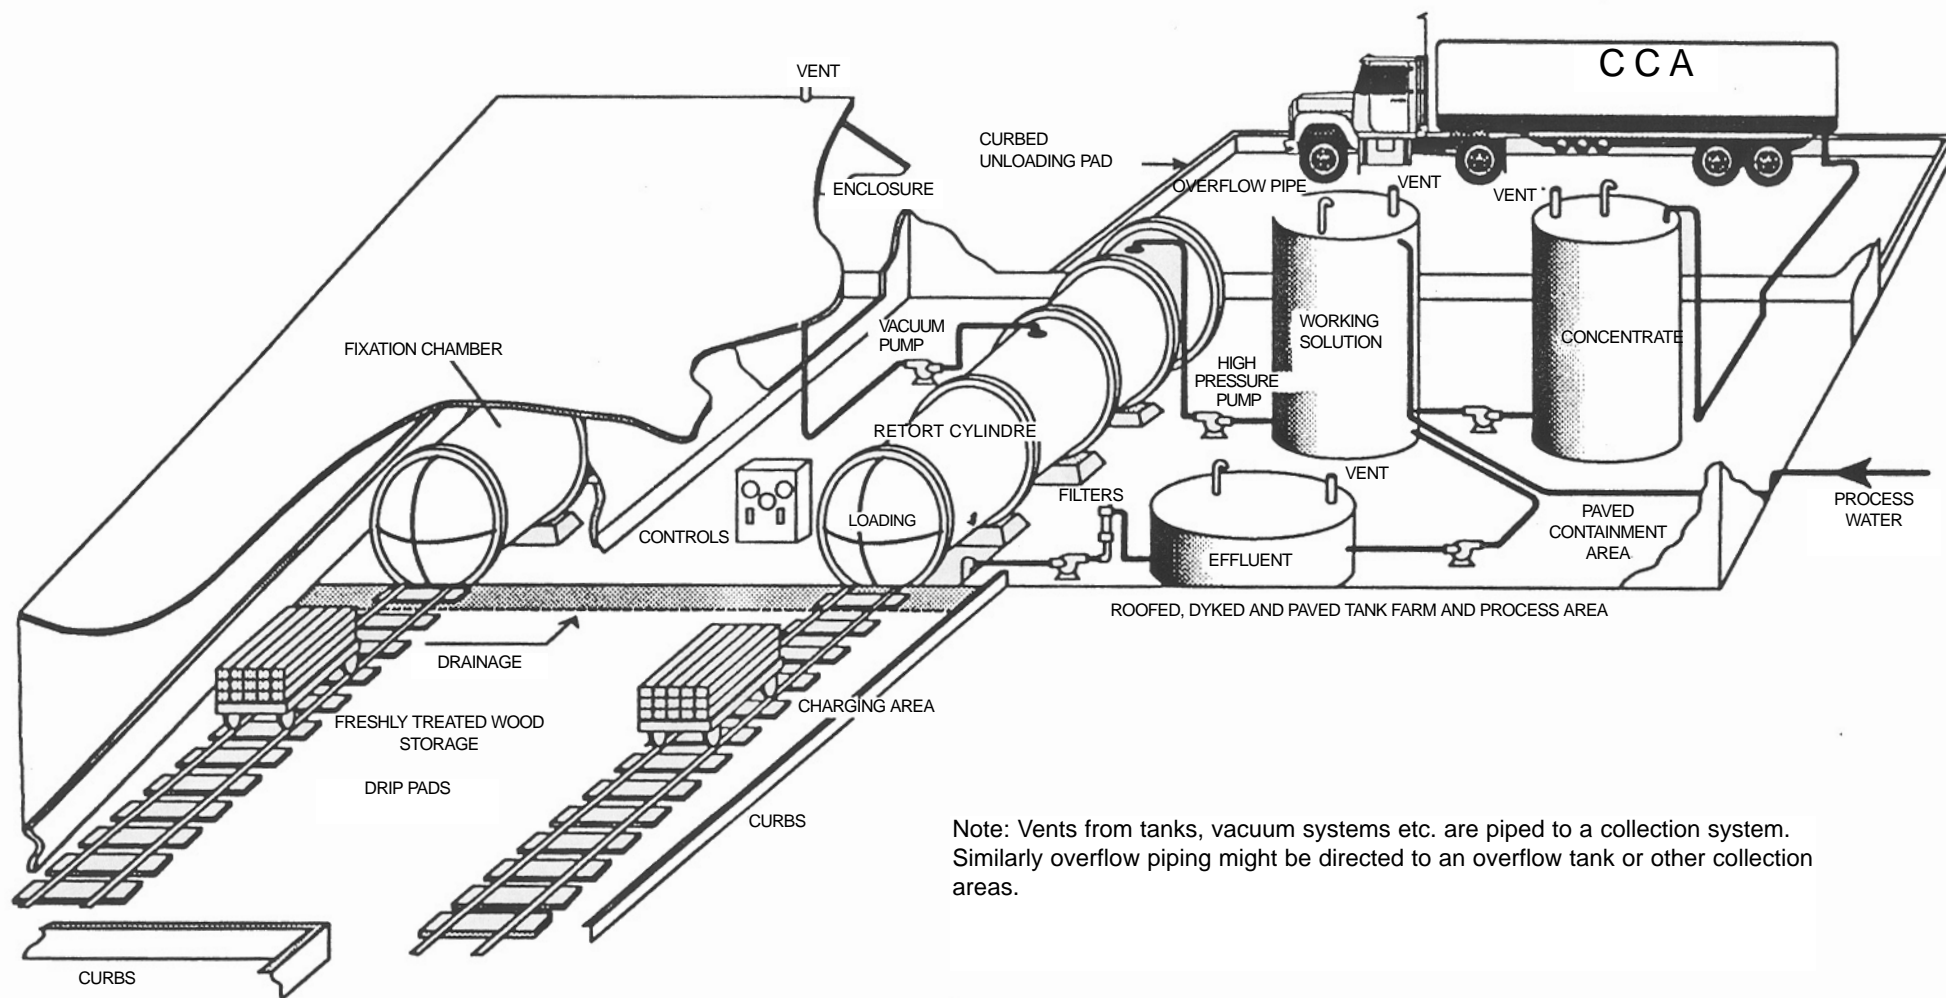 C C A
VENT
CURBED
UNLOADING PAD
ENCLOSURE
OVERFLOW PIPE
VENT
VENT
VACUUM
PUMP
WORKING
SOLUTION
CONCENTRATE
FIXATION CHAMBER
HIGH
PRESSURE
PUMP
RETORT CYLINDRE
VENT
FILTERS
PROCESS
WATER
CONTROLS
LOADING
PAVED
CONTAINMENT
AREA
EFFLUENT
ROOFED, DYKED AND PAVED TANK FARM AND PROCESS AREA
DRAINAGE
CHARGING AREA
FRESHLY TREATED WOOD
STORAGE
DRIP PADS
CURBS
Note: Vents from tanks, vacuum systems etc. are piped to a collection system.
Similarly overflow piping might be directed to an overflow tank or other collection
areas.
CURBS